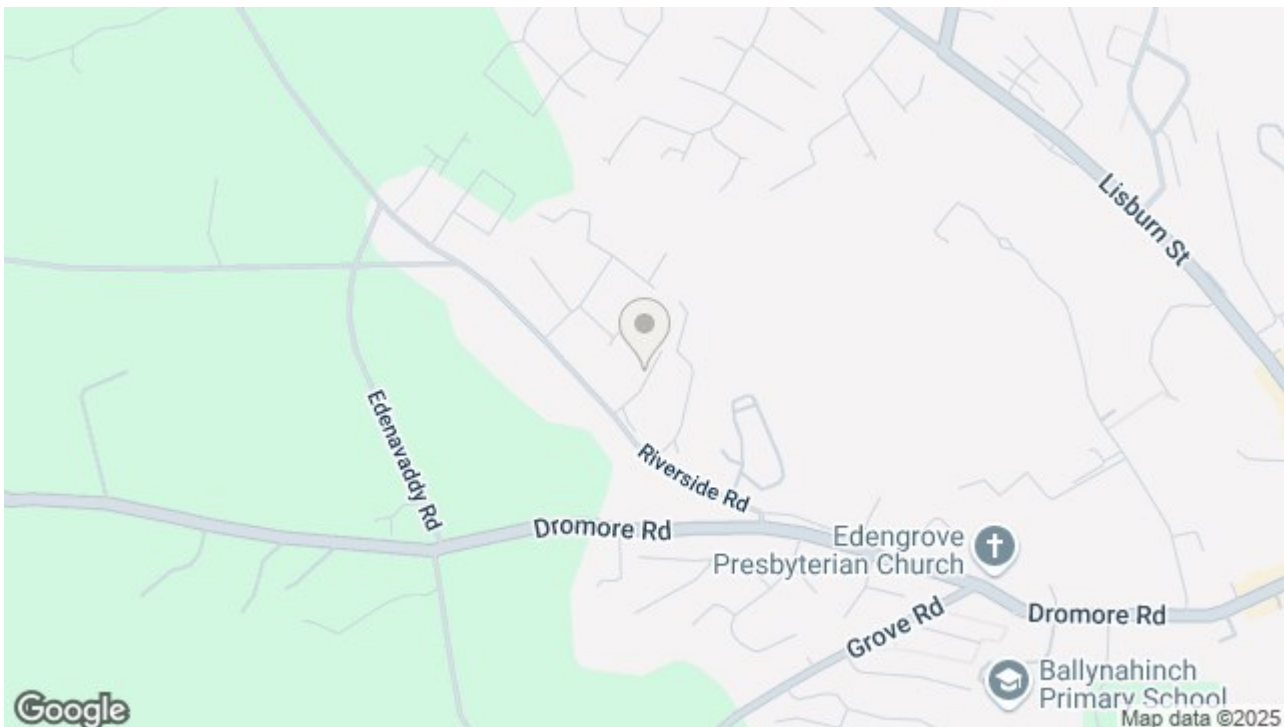 Lisburn St
Edenavaddy Rd
Riverside Rd
Dromore Rd
Edengrove
Presbyterian Church
Grove Rd
Dromore Rd
Ballynahinch
Primary School
Google
Map data ©2025